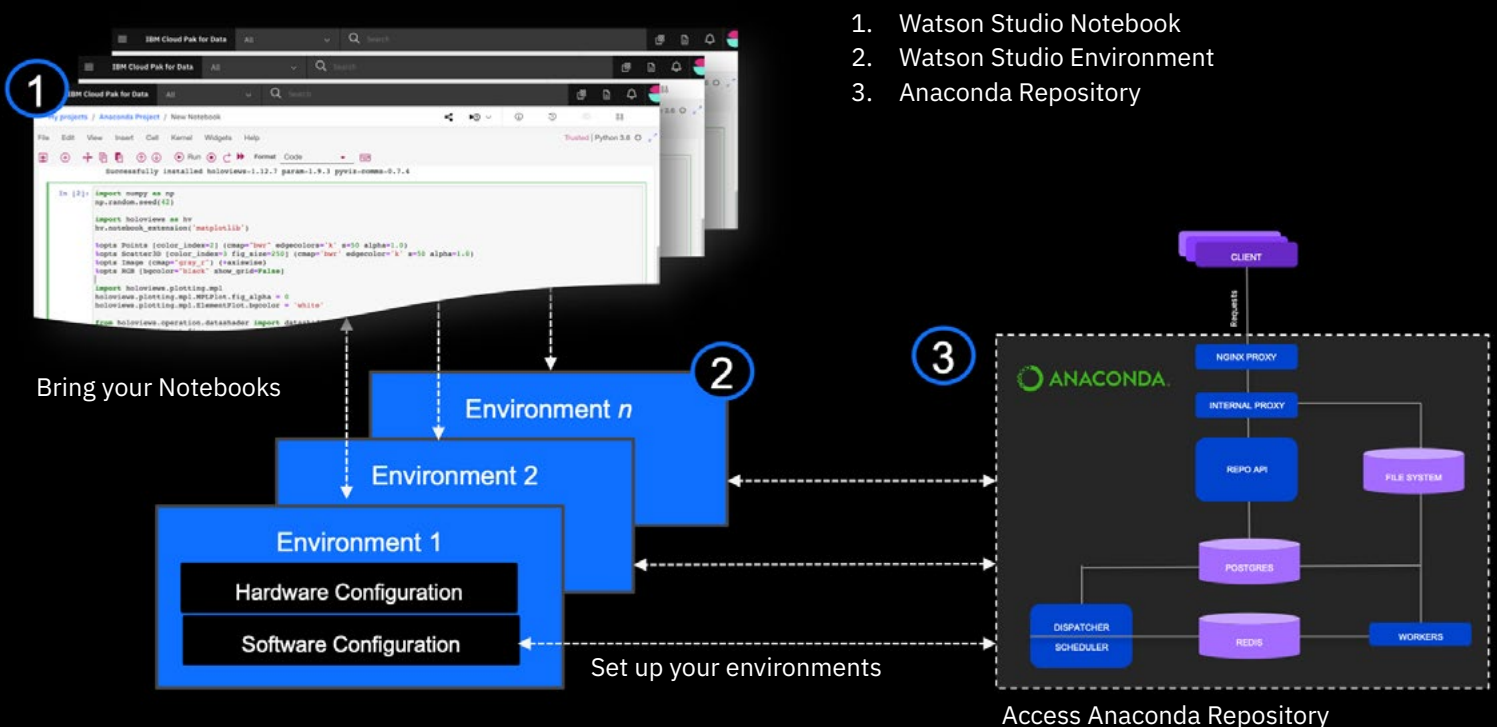 1. Watson Studio Notebook
2. Watson Studio Environment
3. Anaconda Repository
IBM Cloud Pak for Data All Search
IBM Cloud Pak for Data All Search
1
IBM Cloud Pak for Data All Search
My projects / Anaconda Project / New Notebook
File Edit View Insert Cell Kernel Widgets Help
Trusted | Python 3.6
Run Format Code
Successfully installed holoviews-1.12.7 param-1.9.3 pyviz-comms-0.7.4
In [2]: import numpy as np
np.random.seed(42)
import holoviews as hv
hv.notebook_extension('matplotlib')
%opts Points [color_index=2] (cmap="bwr" edgecolors='k' s=50 alpha=1.0)
%opts Scatter3D [color_index=3 fig_size=250] (cmap='bwr' edgecolor='k' s=50 alpha=1.0)
%opts Image (cmap="gray_r") {+axiswise}
%opts RGB [bgcolor="black" show_grid=False]
import holoviews.plotting.mpl
holoviews.plotting.mpl.MPLPlot.fig_alpha = 0
holoviews.plotting.mpl.ElementPlot.bgcolor = 'white'
from holoviews.operation.datashader import
Bring your Notebooks
2
Environment n
Environment 2
Environment 1
Hardware Configuration
Software Configuration
Set up your environments
3
CLIENT
Requests
ANACONDA.
NGINX PROXY
INTERNAL PROXY
REPO API
FILE SYSTEM
POSTGRES
DISPATCHER
SCHEDULER
REDIS
WORKERS
Access Anaconda Repository